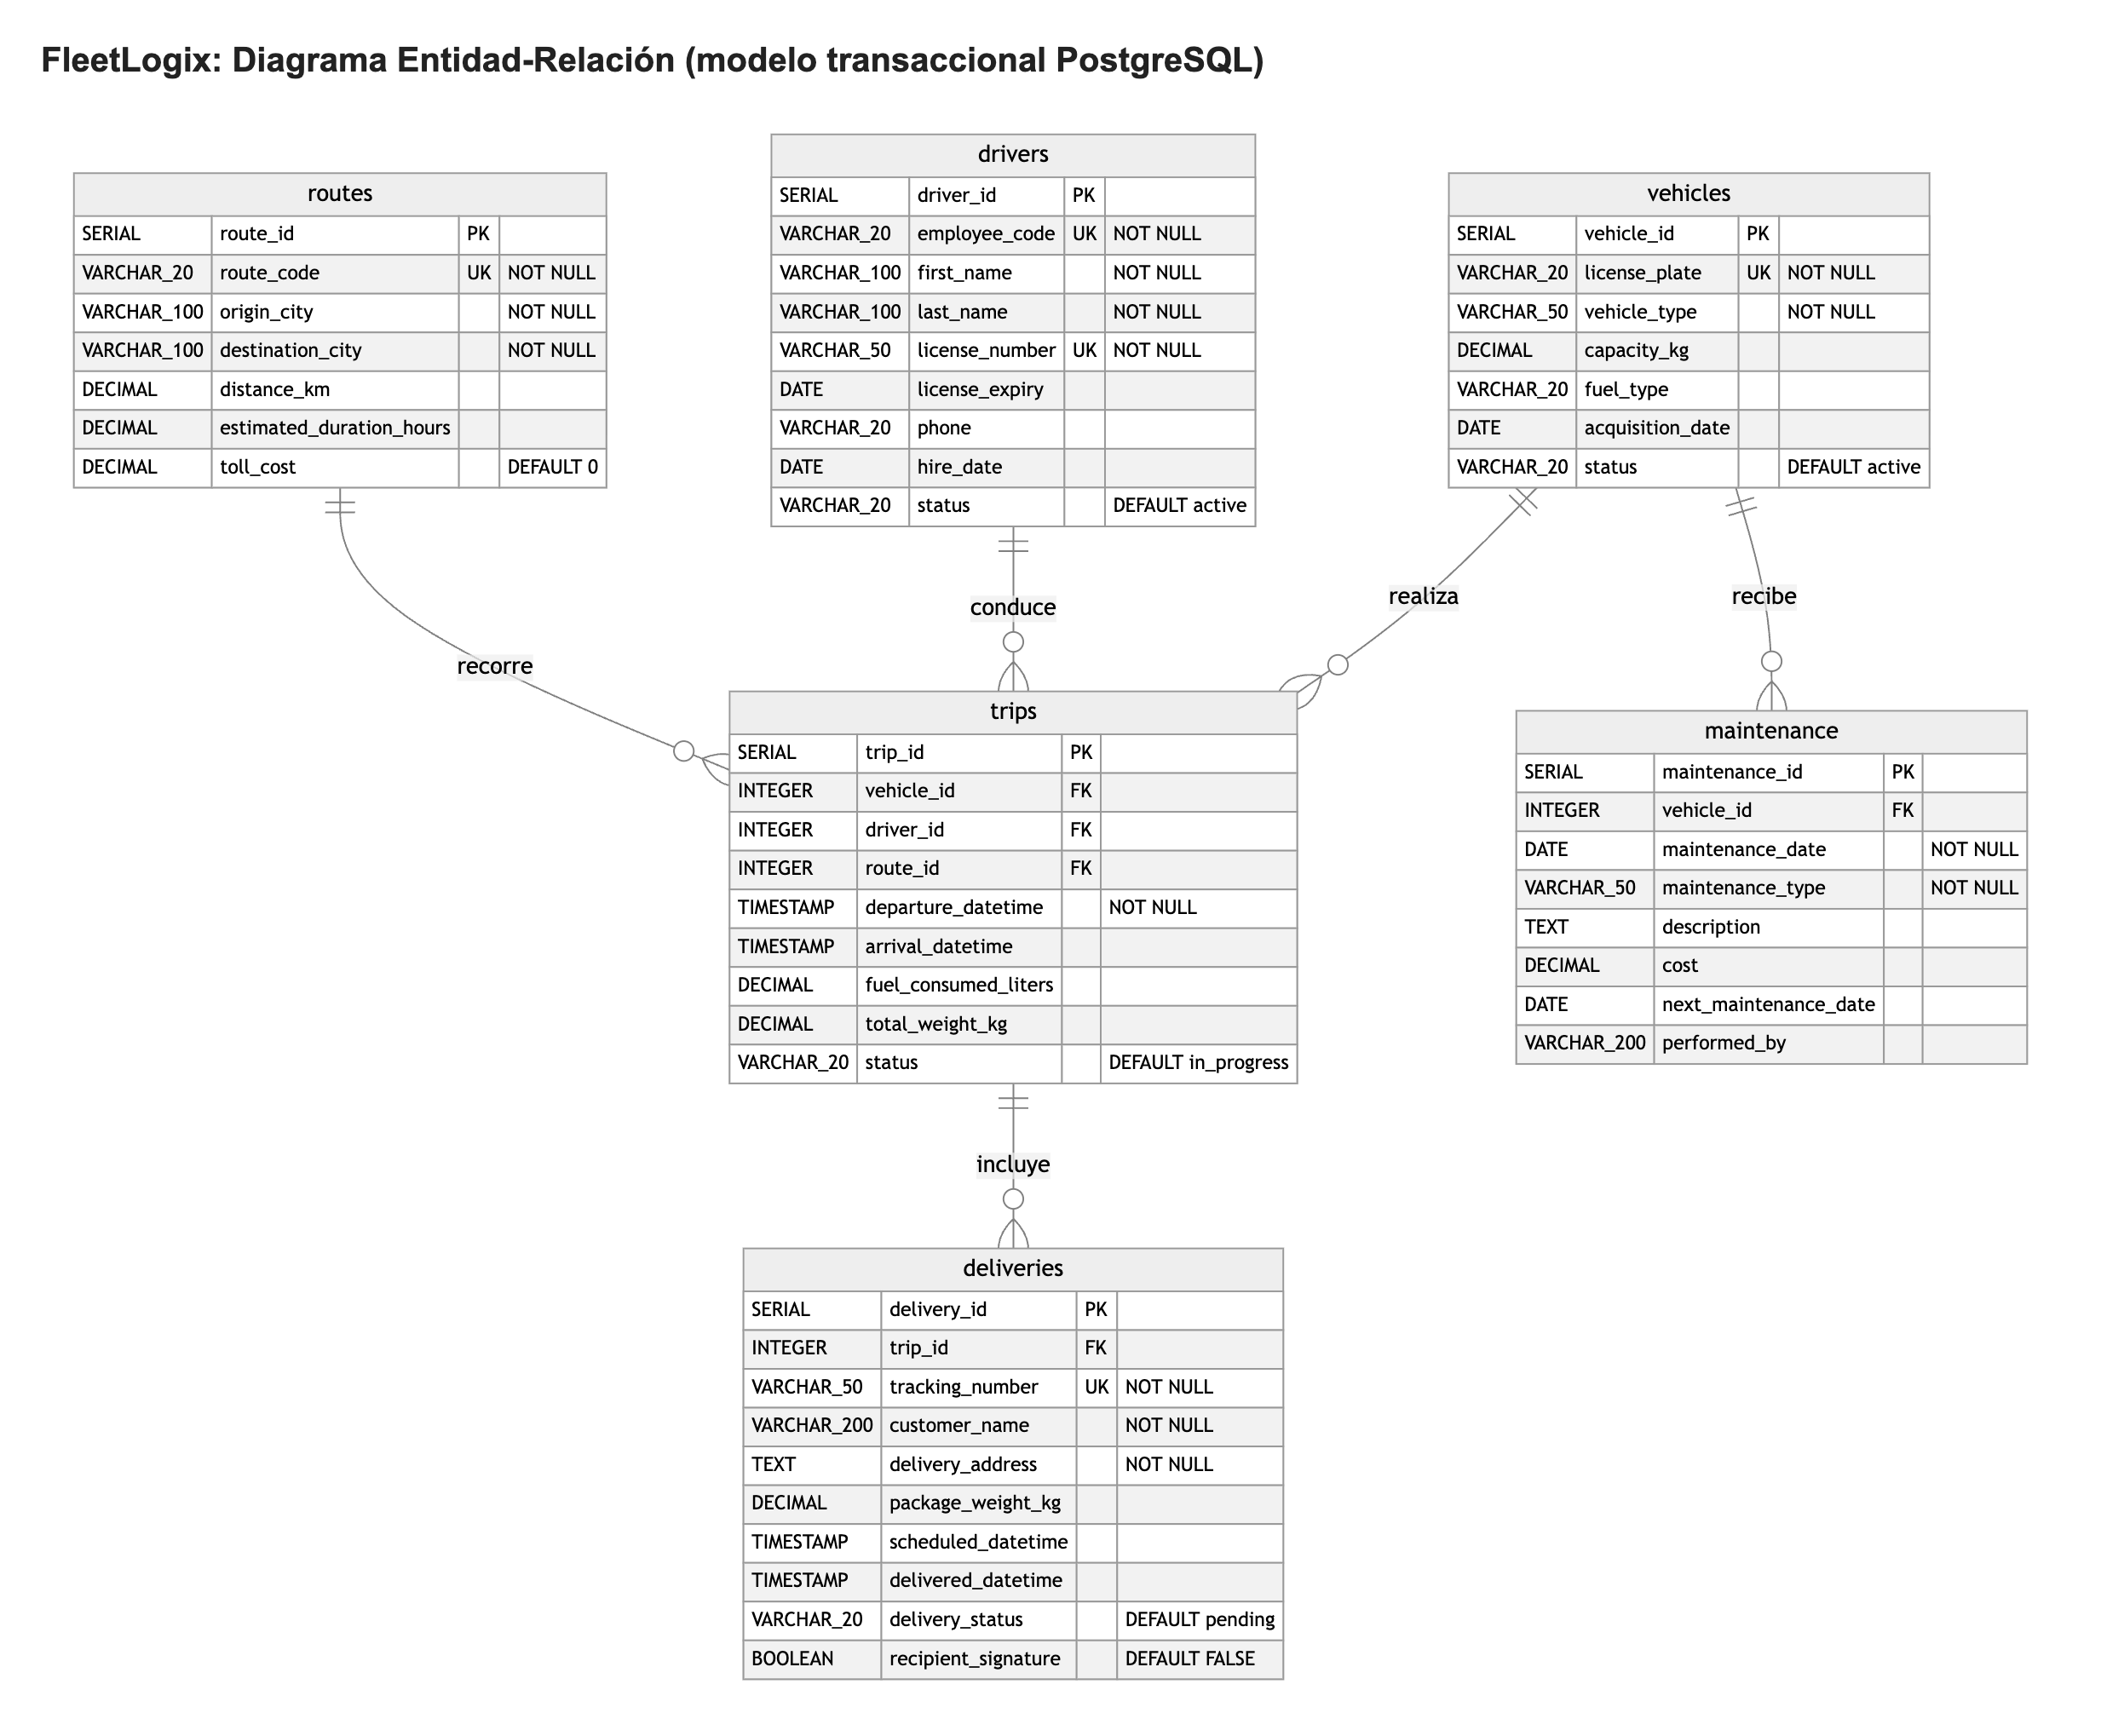 FleetLogix: Diagrama Entidad-Relación (modelo transaccional PostgreSQL)
routes
SERIAL route_id PK
VARCHAR_20 route_code UK NOT NULL
VARCHAR_100 origin_city NOT NULL
VARCHAR_100 destination_city NOT NULL
DECIMAL distance_km
DECIMAL estimated_duration_hours
DECIMAL toll_cost DEFAULT 0
drivers
SERIAL driver_id PK
VARCHAR_20 employee_code UK NOT NULL
VARCHAR_100 first_name NOT NULL
VARCHAR_100 last_name NOT NULL
VARCHAR_50 license_number UK NOT NULL
DATE license_expiry
VARCHAR_20 phone
DATE hire_date
VARCHAR_20 status DEFAULT active
vehicles
SERIAL vehicle_id PK
VARCHAR_20 license_plate UK NOT NULL
VARCHAR_50 vehicle_type NOT NULL
DECIMAL capacity_kg
VARCHAR_20 fuel_type
DATE acquisition_date
VARCHAR_20 status DEFAULT active
recorre
conduce
realiza
recibe
trips
SERIAL trip_id PK
INTEGER vehicle_id FK
INTEGER driver_id FK
INTEGER route_id FK
TIMESTAMP departure_datetime NOT NULL
TIMESTAMP arrival_datetime
DECIMAL fuel_consumed_liters
DECIMAL total_weight_kg
VARCHAR_20 status DEFAULT in_progress
maintenance
SERIAL maintenance_id PK
INTEGER vehicle_id FK
DATE maintenance_date NOT NULL
VARCHAR_50 maintenance_type NOT NULL
TEXT description
DECIMAL cost
DATE next_maintenance_date
VARCHAR_200 performed_by
incluye
deliveries
SERIAL delivery_id PK
INTEGER trip_id FK
VARCHAR_50 tracking_number UK NOT NULL
VARCHAR_200 customer_name NOT NULL
TEXT delivery_address NOT NULL
DECIMAL package_weight_kg
TIMESTAMP scheduled_datetime
TIMESTAMP delivered_datetime
VARCHAR_20 delivery_status DEFAULT pending
BOOLEAN recipient_signature DEFAULT FALSE